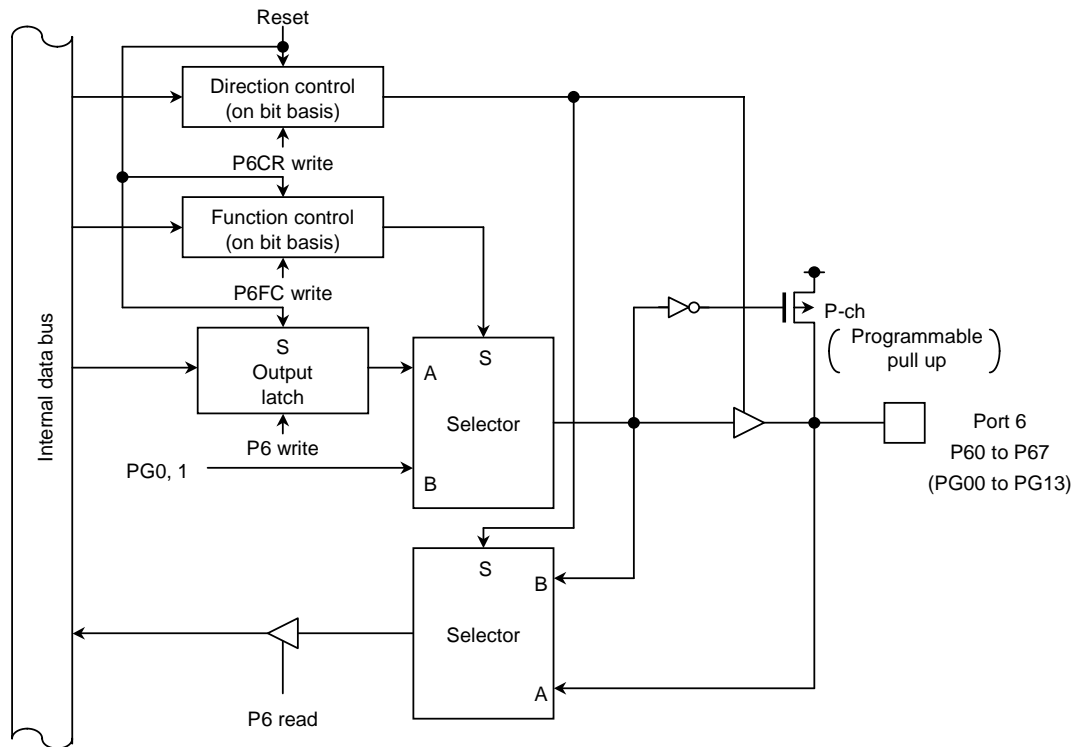 Reset
Direction control
(on bit basis)
P6CR write
Function control
(on bit basis)
P6FC write
Internal data bus
S
Output
latch
P6 write
PG0, 1
A
S
Selector
B
P-ch
( Programmable
pull up )
Port 6
P60 to P67
(PG00 to PG13)
S
B
Selector
A
P6 read